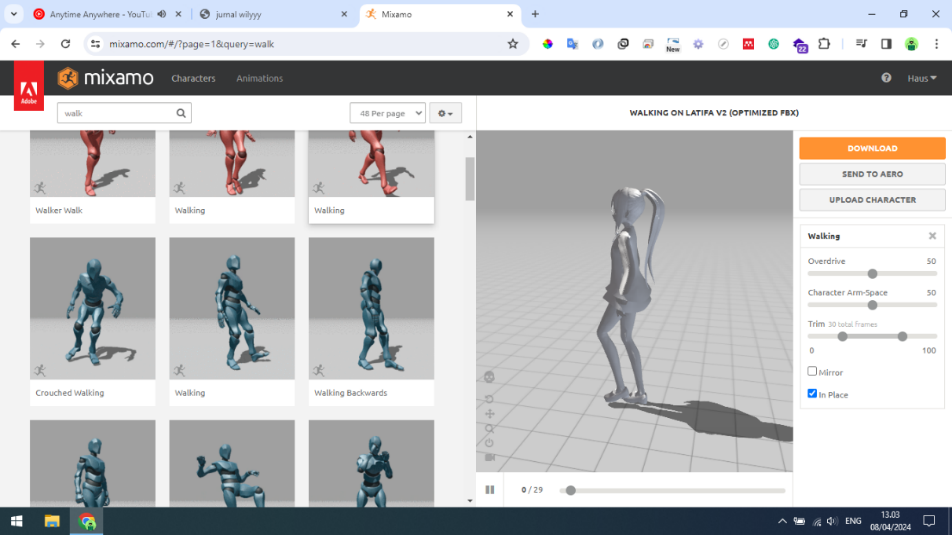 Anytime Anywhere - YouTu
jurnal wilyyy
Mixamo
mixamo.com/#/?page=1&query=walk
New
22
Adobe
mixamo
Characters
Animations
Haus
walk
48 Per page
WALKING ON LATIFA V2 (OPTIMIZED FBX)
Walker Walk
Walking
Walking
Crouched Walking
Walking
Walking Backwards
DOWNLOAD
SEND TO AERO
UPLOAD CHARACTER
Walking
Overdrive 50
Character Arm-Space 50
Trim 30 total frames
0 100
Mirror
In Place
0 / 29
ENG
13.03
08/04/2024